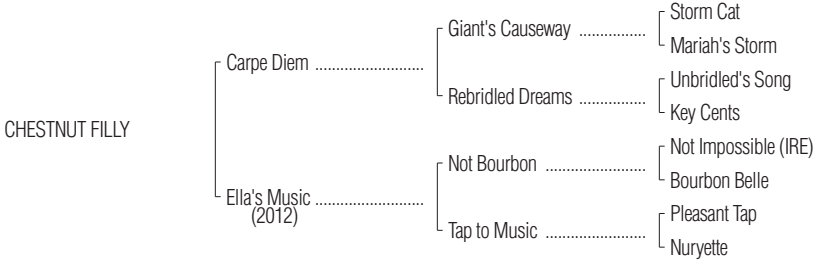 Storm Cat
Giant's Causeway ................
Mariah's Storm
Carpe Diem ..........................
Unbridled's Song
Rebridled Dreams ................
Key Cents
CHESTNUT FILLY
Not Impossible (IRE)
Not Bourbon ........................
Bourbon Belle
Ella's Music ..........................
(2012)
Pleasant Tap
Tap to Music ........................
Nuryette